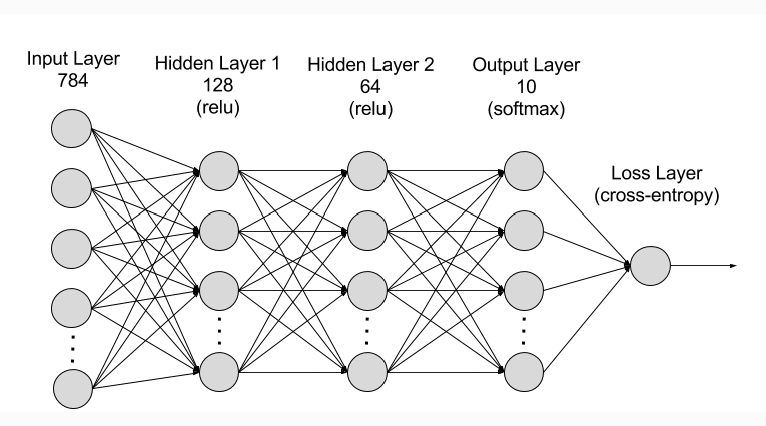 Input Layer
784
Hidden Layer 1
128
(relu)
Hidden Layer 2
64
(relu)
Output Layer
10
(softmax)
Loss Layer
(cross-entropy)